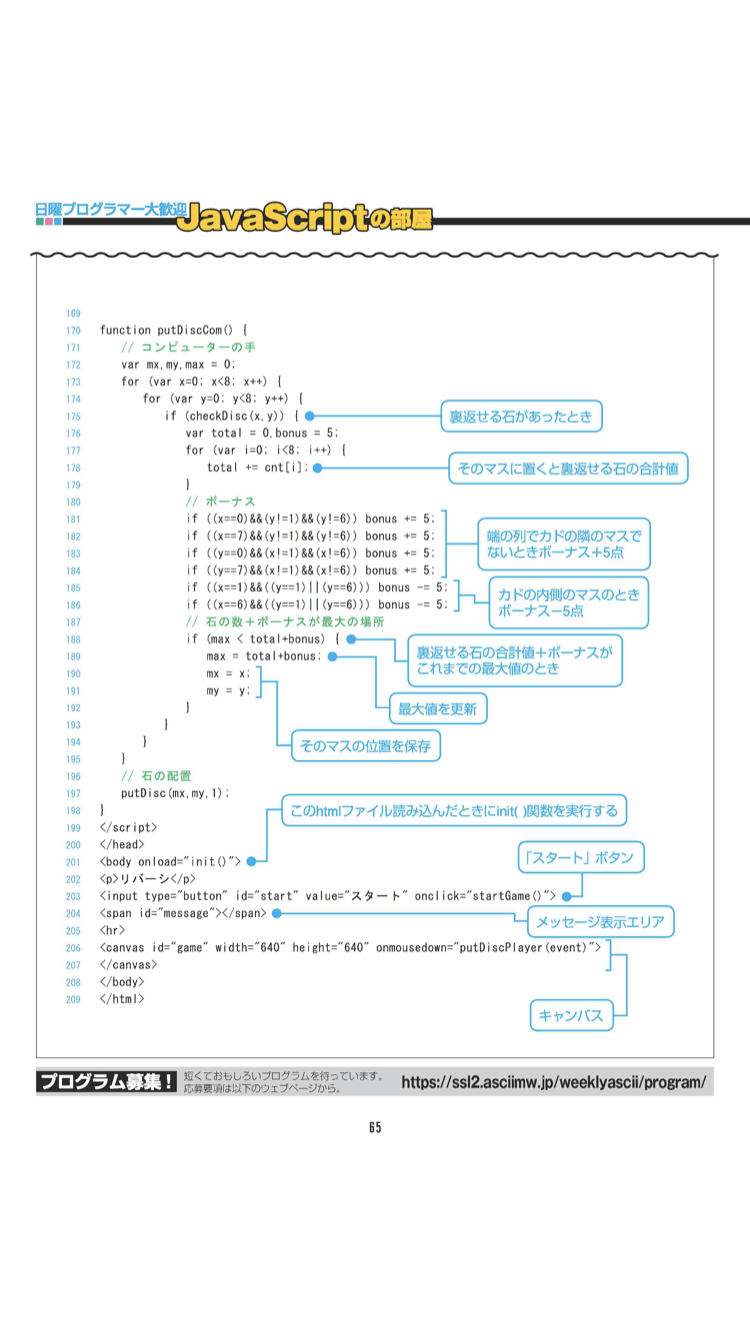 日曜プログラマー大歓迎
JavaScriptの部屋
169
170 function putDiscCom() {
171 // コンピューターの手
172 var mx,my,max = 0;
173 for (var x=0; x<8; x++) {
174 for (var y=0; y<8; y++) {
175 if (checkDisc(x,y)) { 裏返せる石があったとき
176 var total = 0,bonus = 5;
177 for (var i=0; i<8; i++) {
178 total += cnt[i]; そのマスに置くと裏返せる石の合計値
179 }
180 // ボーナス
181 if ((x==0)&&(y!=1)&&(y!=6)) bonus += 5;
182 if ((x==7)&&(y!=1)&&(y!=6)) bonus += 5;
183 if ((y==0)&&(x!=1)&&(x!=6)) bonus += 5;
184 if ((y==7)&&(x!=1)&&(x!=6)) bonus += 5;
端の列でカドの隣のマスで
ないときボーナス+5点
185 if ((x==1)&&((y==1)||(y==6))) bonus -= 5;
186 if ((x==6)&&((y==1)||(y==6))) bonus -= 5;
カドの内側のマスのとき
ボーナス−5点
187 // 石の数+ボーナスが最大の場所
188 if (max < total+bonus) {
裏返せる石の合計値+ボーナスが
これまでの最大値のとき
189 max = total+bonus; 最大値を更新
190 mx = x;
191 my = y;
そのマスの位置を保存
192 }
193 }
194 }
195 }
196 // 石の配置
197 putDisc(mx,my,1);
198 }
199 </script>
200 </head>
201 <body onload="init()"> このhtmlファイル読み込んだときにinit( )関数を実行する
202 <p>リバーシ</p>
203 <input type="button" id="start" value="スタート" onclick="startGame()"> 「スタート」ボタン
204 <span id="message"></span> メッセージ表示エリア
205 <hr>
206 <canvas id="game" width="640" height="640" onmousedown="putDiscPlayer(event)">
207 </canvas>
キャンバス
208 </body>
209 </html>
プログラム募集!
短くておもしろいプログラムを待っています。
応募要項は以下のウェブページから。
https://ssl2.asciimw.jp/weeklyascii/program/
65